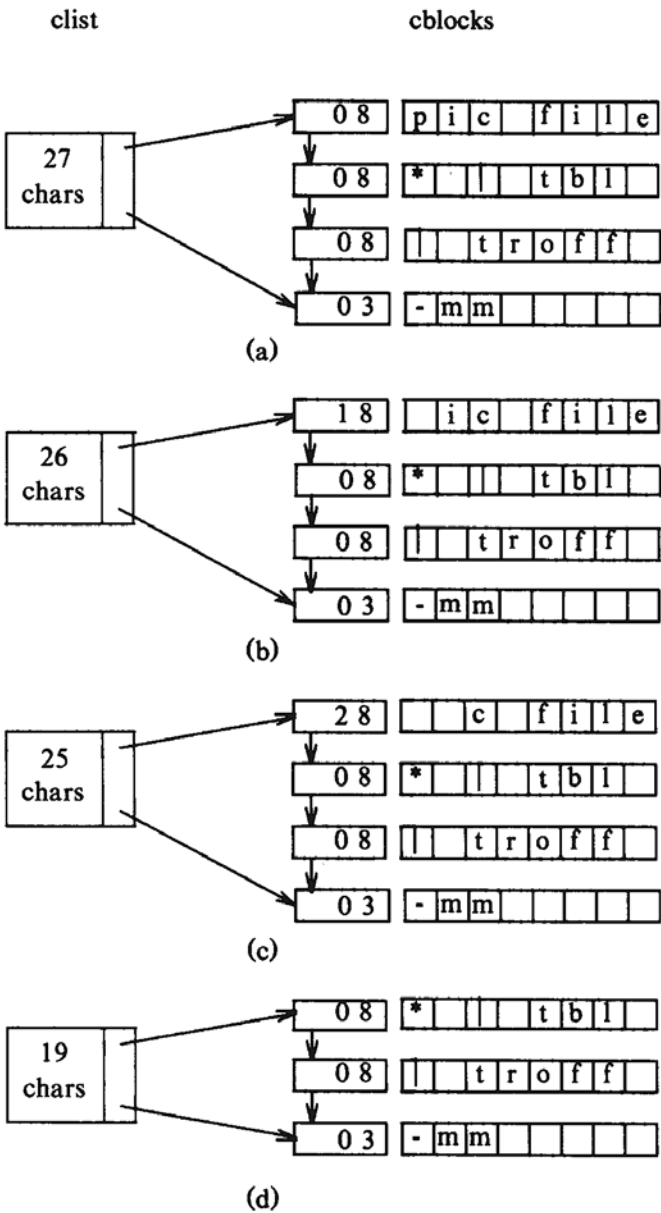 clist cblocks
0 8 p i c f i l e
27
chars
0 8 * | t b l
0 8 | t r o f f
0 3 - m m
(a)
1 8 i c f i l e
26
chars
0 8 * | t b l
0 8 | t r o f f
0 3 - m m
(b)
2 8 c f i l e
25
chars
0 8 * | t b l
0 8 | t r o f f
0 3 - m m
(c)
0 8 * | t b l
19
chars
0 8 | t r o f f
0 3 - m m
(d)